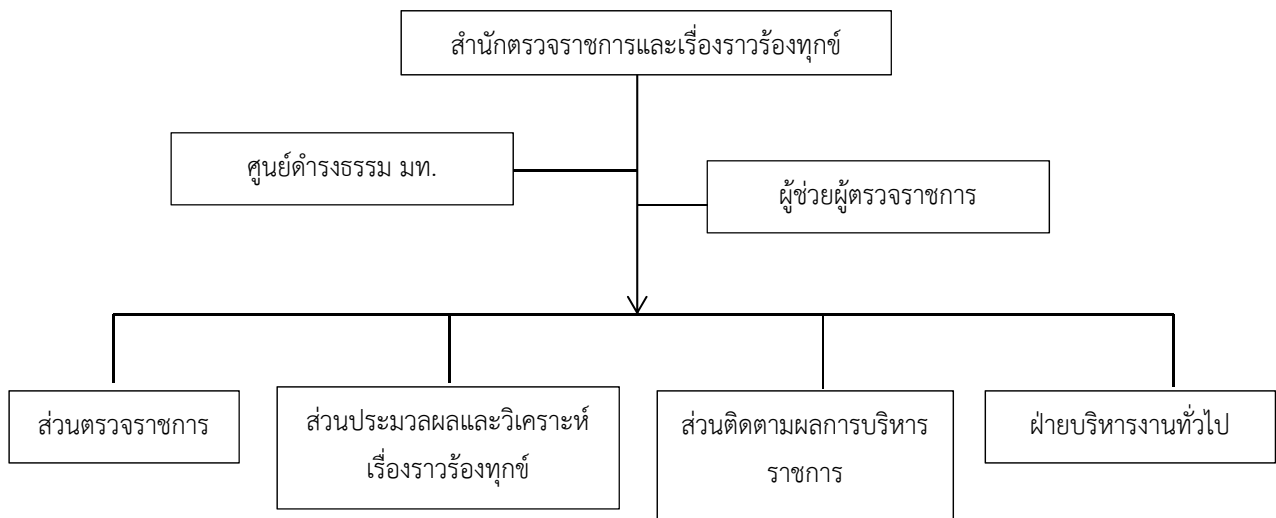 สำนักตรวจราชการและเรื่องราวร้องทุกข์
ศูนย์ดำรงธรรม มท.
ผู้ช่วยผู้ตรวจราชการ
ส่วนตรวจราชการ
ส่วนประมวลผลและวิเคราะห์
เรื่องราวร้องทุกข์
ส่วนติดตามผลการบริหาร
ราชการ
ฝ่ายบริหารงานทั่วไป